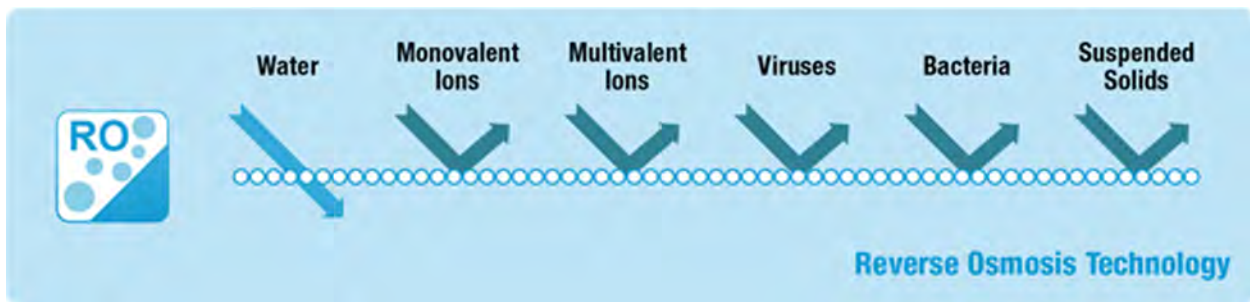 Water
Monovalent
Ions
Multivalent
Ions
Viruses
Bacteria
Suspended
Solids
RO
Reverse Osmosis Technology